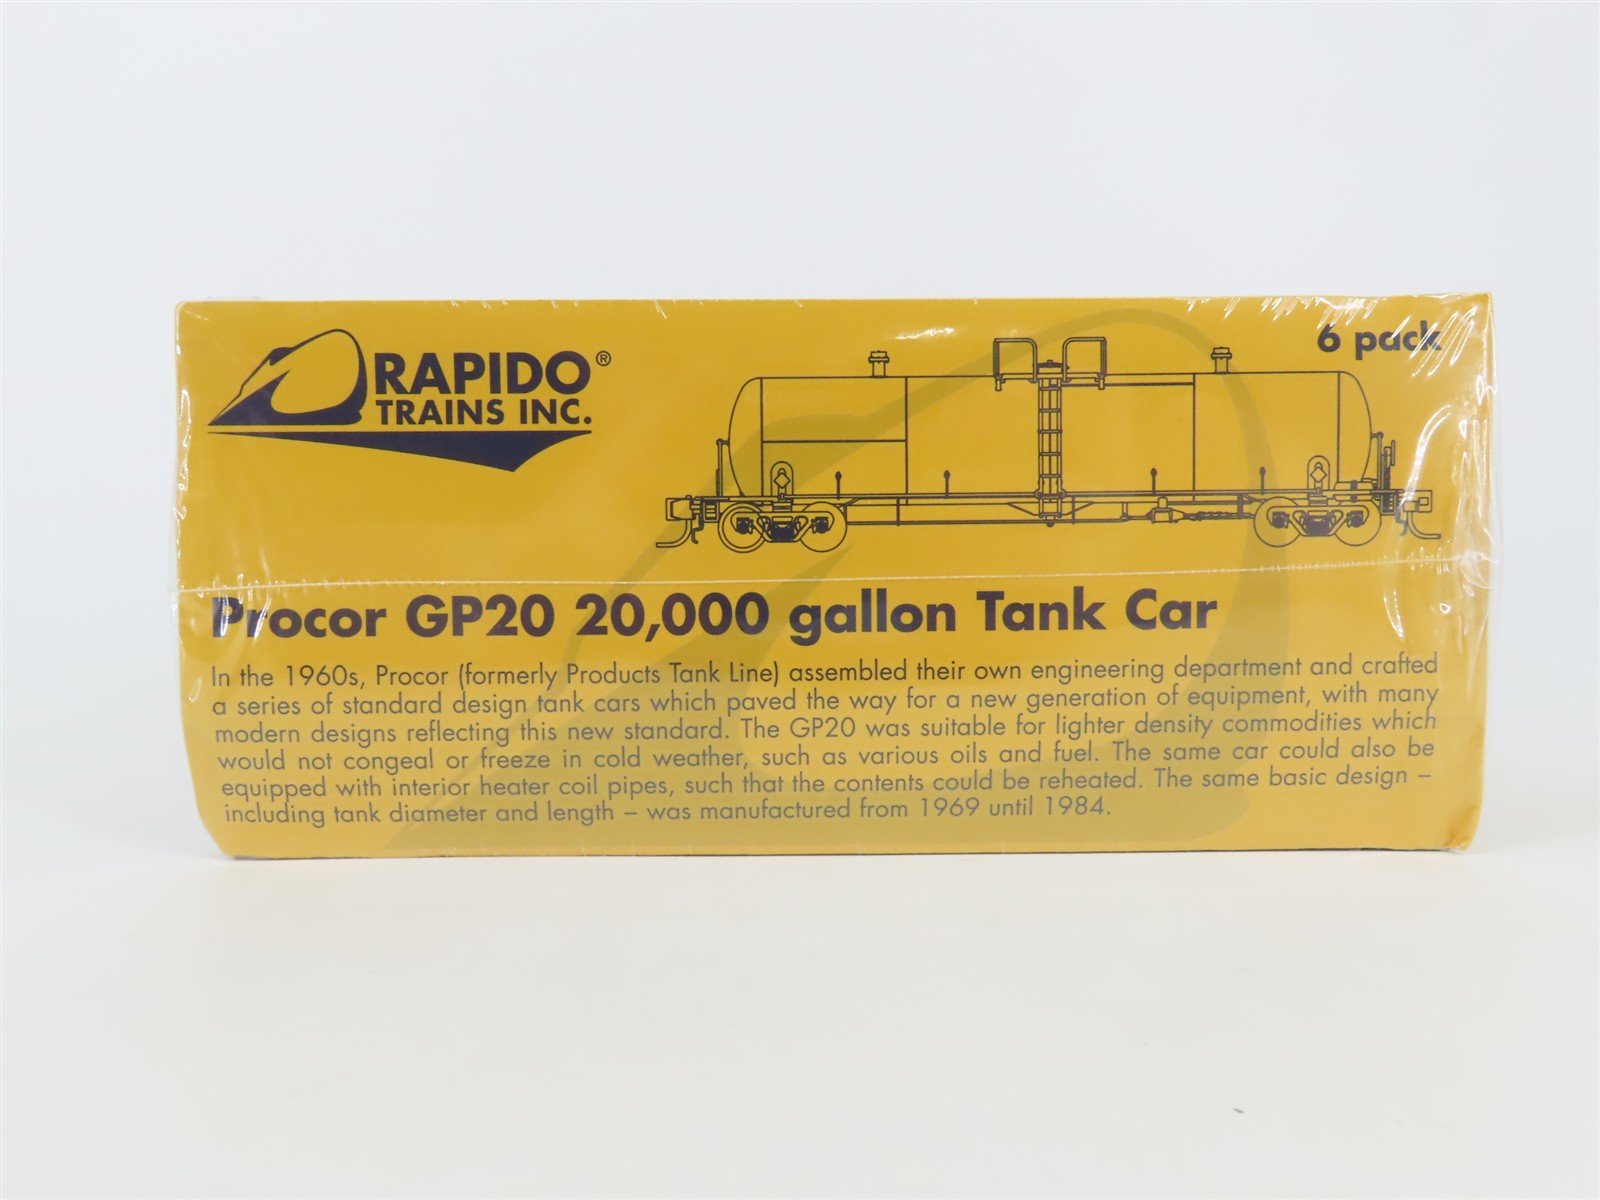 RAPIDO®
TRAINS INC.
6 pack
Procor GP20 20,000 gallon Tank Car
In the 1960s, Procor (formerly Products Tank Line) assembled their own engineering department and crafted
a series of standard design tank cars which paved the way for a new generation of equipment, with many
modern designs reflecting this new standard. The GP20 was suitable for lighter density commodities which
would not congeal or freeze in cold weather, such as various oils and fuel. The same car could also be
equipped with interior heater coil pipes, such that the contents could be reheated. The same basic design –
including tank diameter and length – was manufactured from 1969 until 1984.